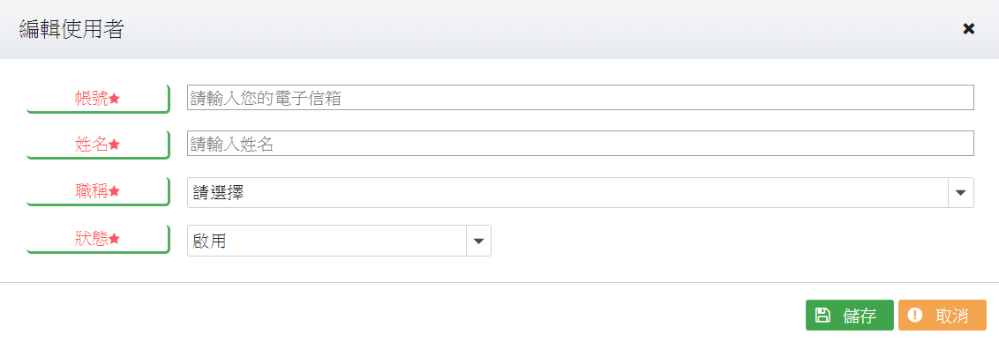 編輯使用者
帳號 請輸入您的電子信箱
姓名 請輸入姓名
職稱 請選擇
狀態 啟用
儲存 取消